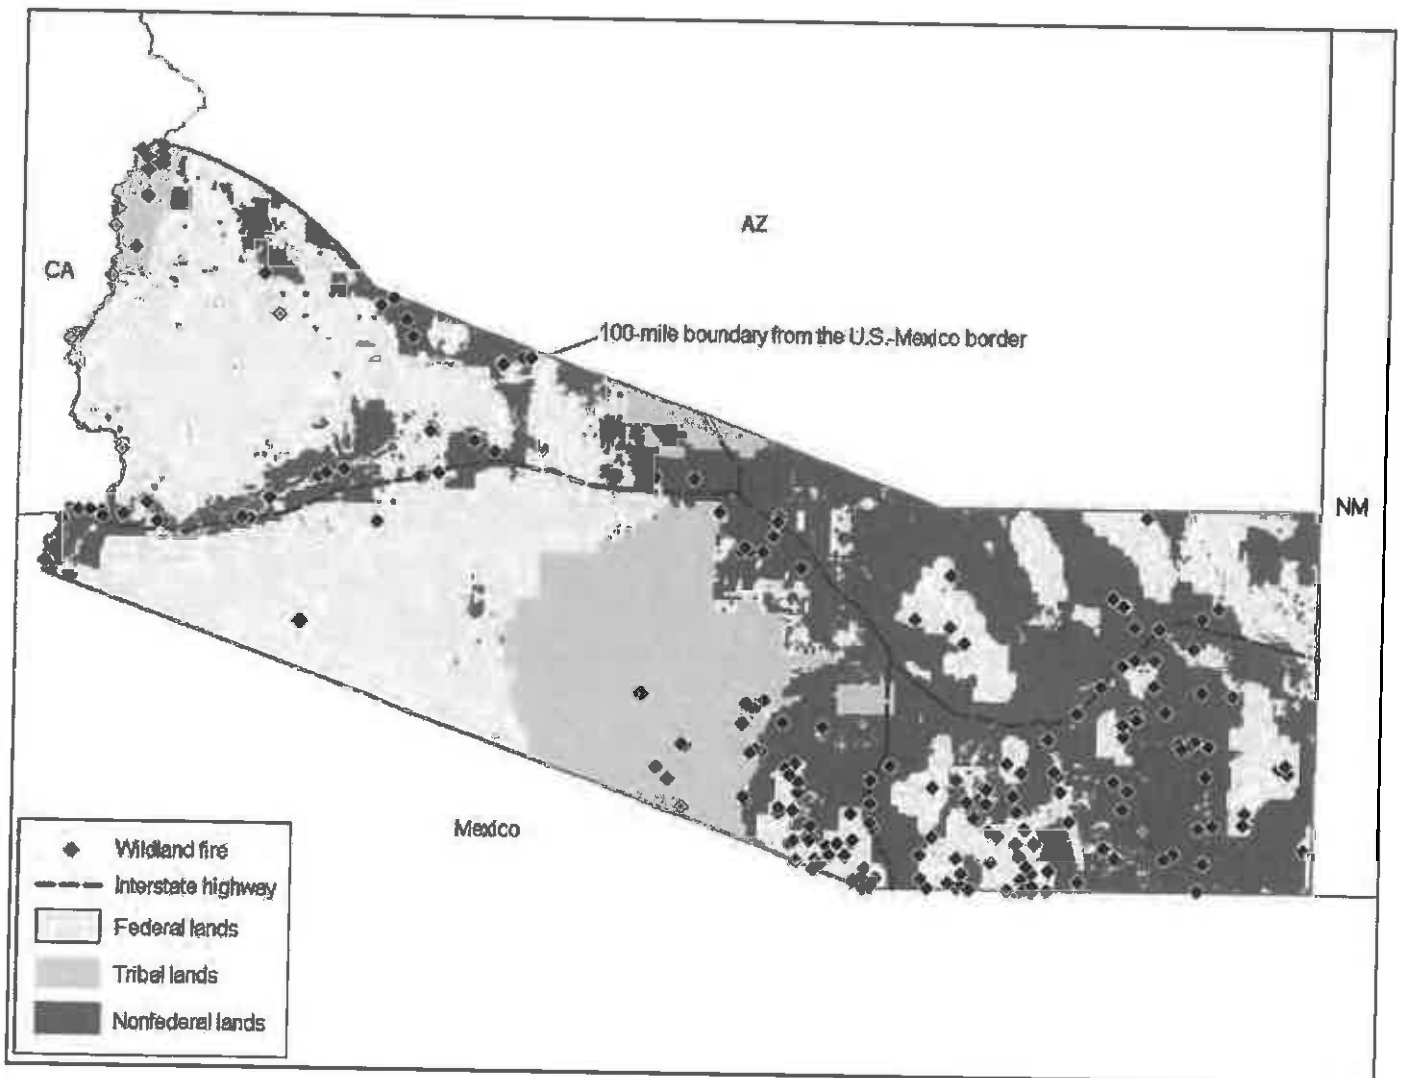 AZ
CA
100-mile boundary from the U.S.-Mexico border
NM
Mexico
Wildland fire
Interstate highway
Federal lands
Tribal lands
Nonfederal lands